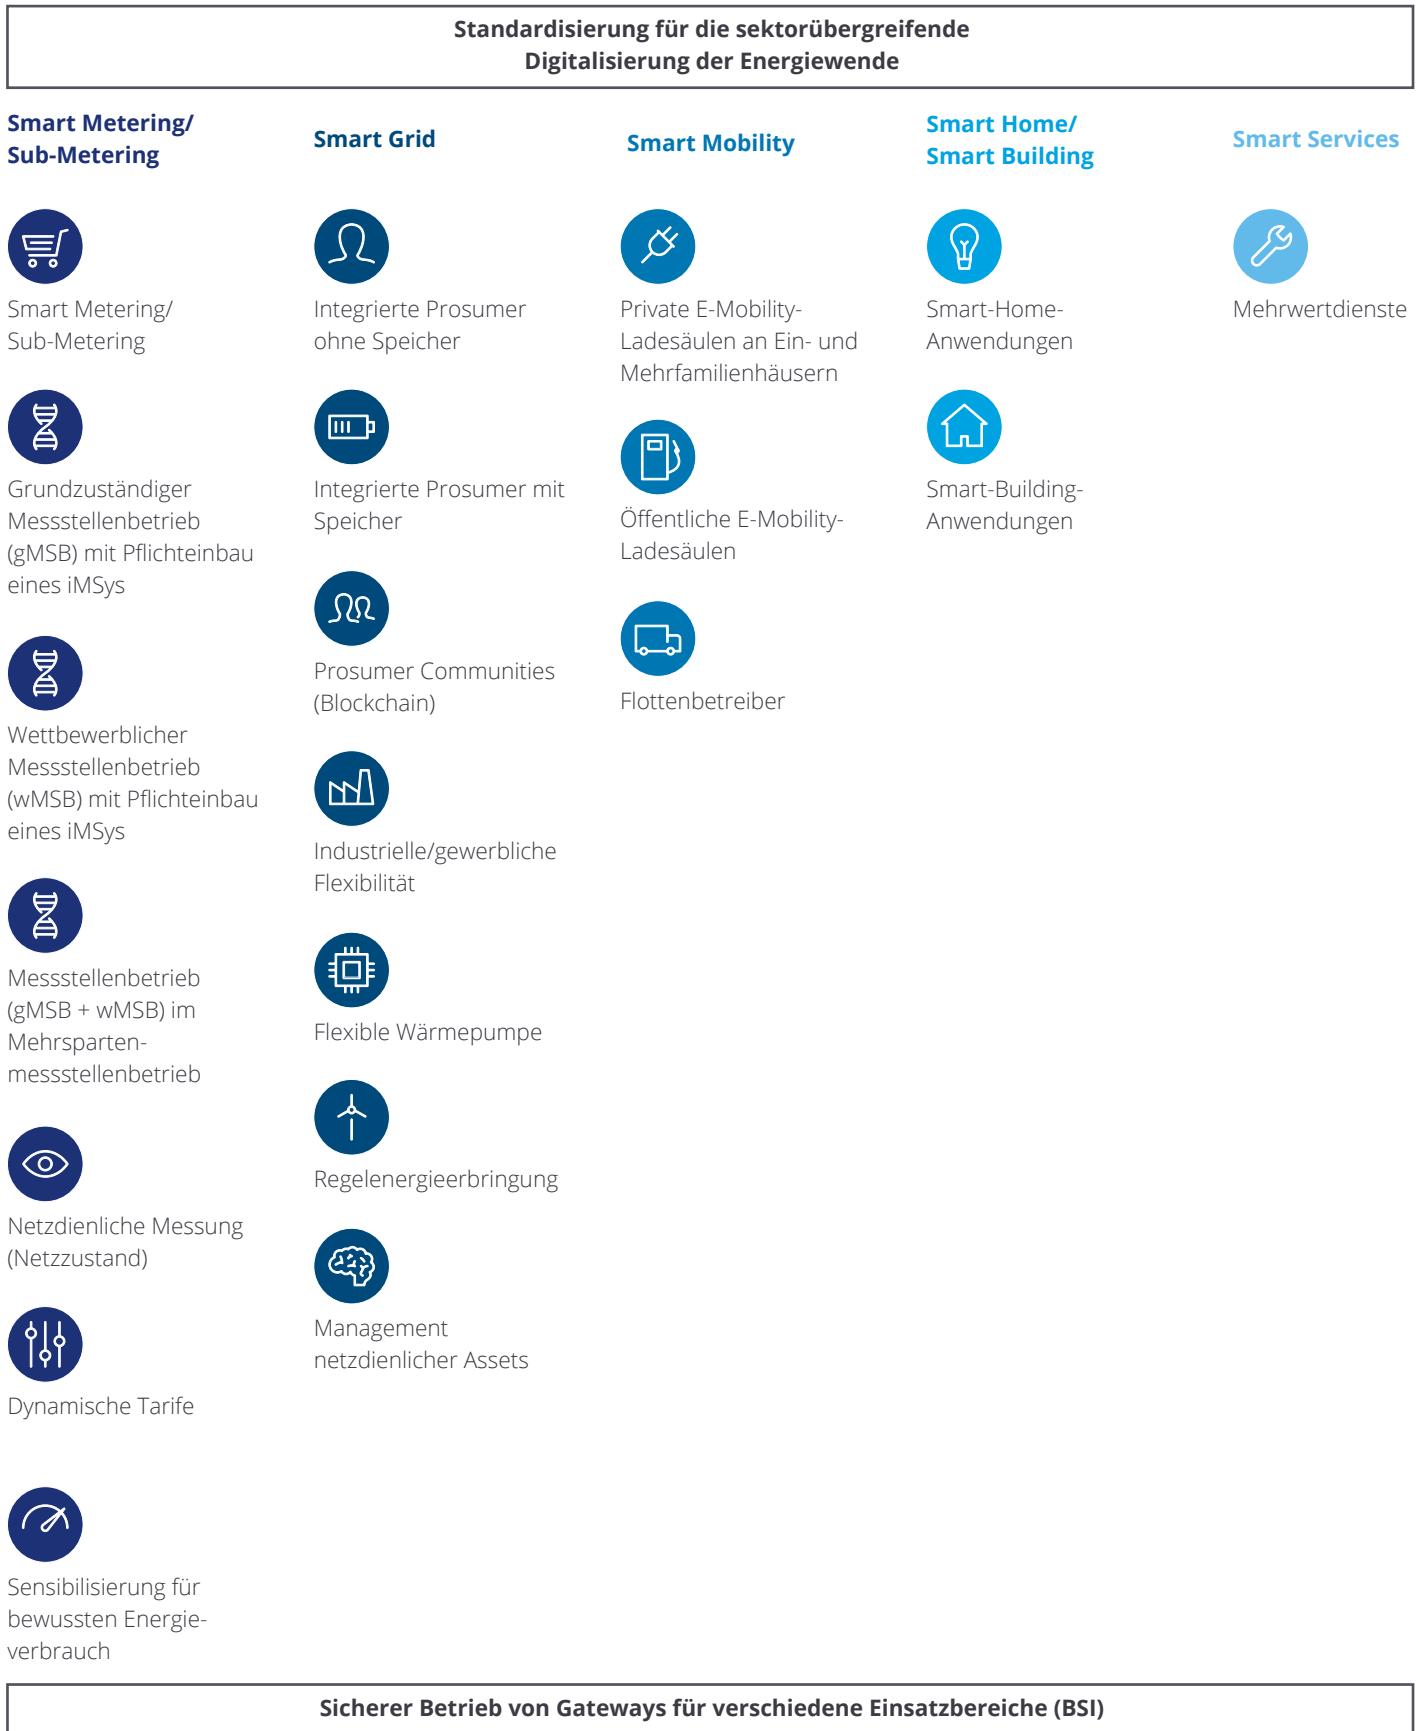 Standardisierung für die sektorübergreifende
Digitalisierung der Energiewende
Smart Metering/
Sub-Metering
Smart Metering/
Sub-Metering
Grundzuständiger
Messstellenbetrieb
(gMSB) mit Pflichteinbau
eines iMSys
Wettbewerblicher
Messstellenbetrieb
(wMSB) mit Pflichteinbau
eines iMSys
Messstellenbetrieb
(gMSB + wMSB) im
Mehrsparten-
messstellenbetrieb
Netzdienliche Messung
(Netzzustand)
Dynamische Tarife
Sensibilisierung für
bewussten Energie-
verbrauch
Smart Grid
Integrierte Prosumer
ohne Speicher
Integrierte Prosumer mit
Speicher
Prosumer Communities
(Blockchain)
Industrielle/gewerbliche
Flexibilität
Flexible Wärmepumpe
Regelenergieerbringung
Management
netzdienlicher Assets
Smart Mobility
Private E-Mobility-
Ladesäulen an Ein- und
Mehrfamilienhäusern
Öffentliche E-Mobility-
Ladesäulen
Flottenbetreiber
Smart Home/
Smart Building
Smart-Home-
Anwendungen
Smart-Building-
Anwendungen
Smart Services
Mehrwertdienste
Sicherer Betrieb von Gateways für verschiedene Einsatzbereiche (BSI)